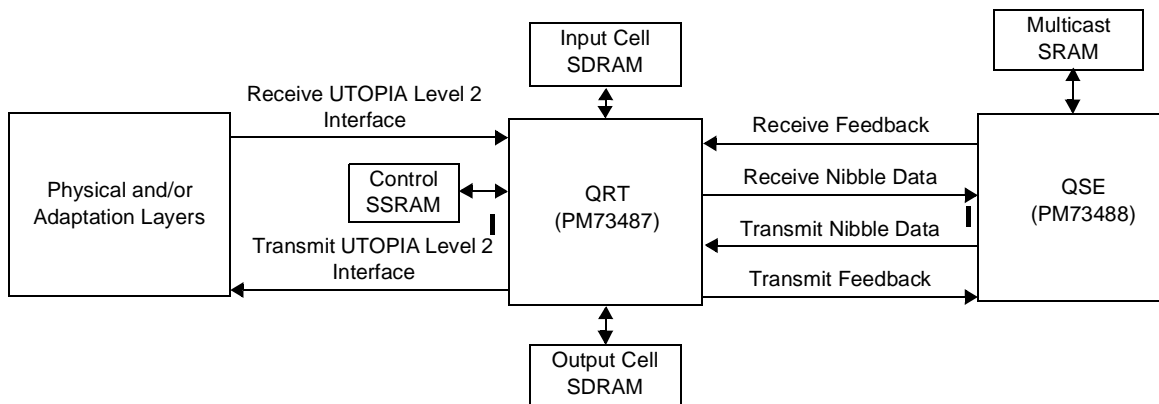 Input Cell
SDRAM
Multicast
SRAM
Receive UTOPIA Level 2
Interface
Physical and/or
Adaptation Layers
Control
SSRAM
Transmit UTOPIA Level 2
Interface
QRT
(PM73487)
Receive Feedback
Receive Nibble Data
Transmit Nibble Data
Transmit Feedback
QSE
(PM73488)
Output Cell
SDRAM